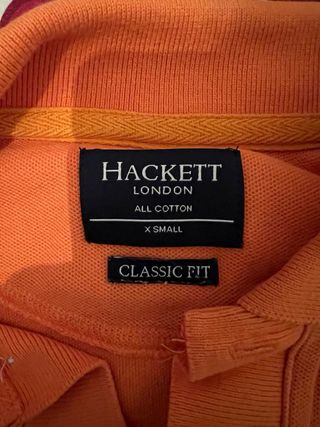 HACKETT
LONDON
ALL COTTON
X SMALL
CLASSIC FIT